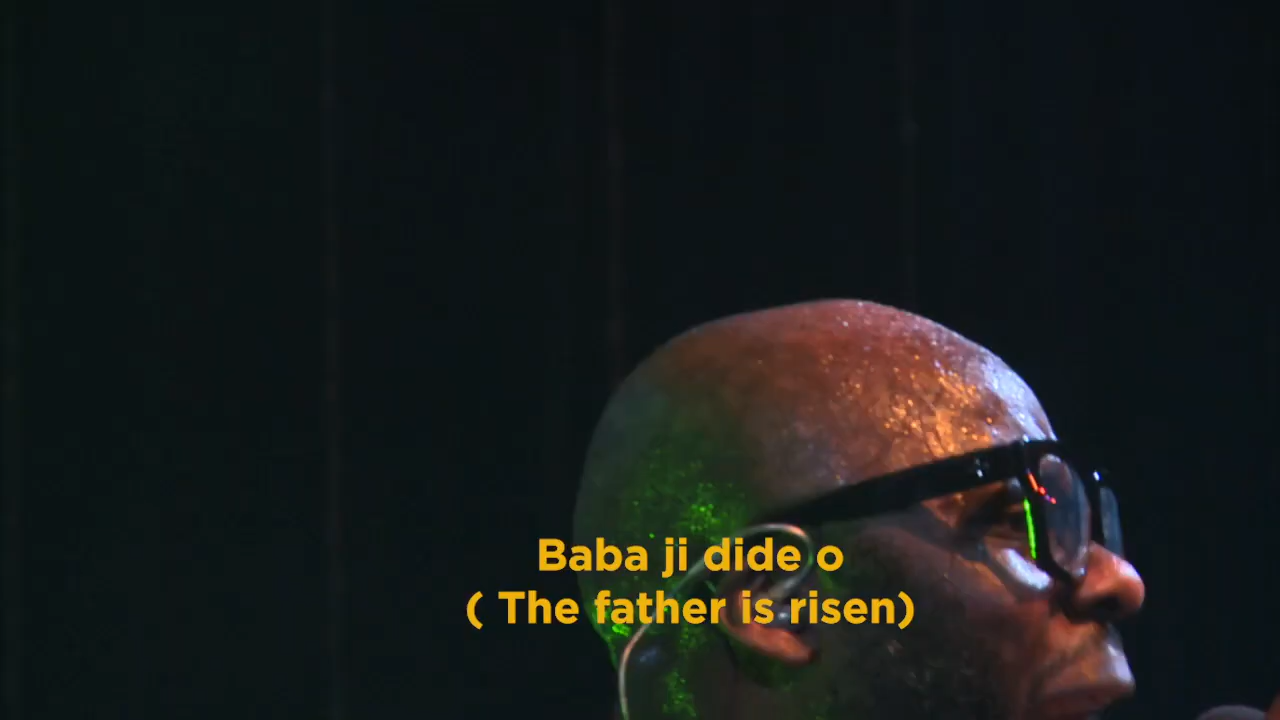 Baba ji dide o
( The father is risen)